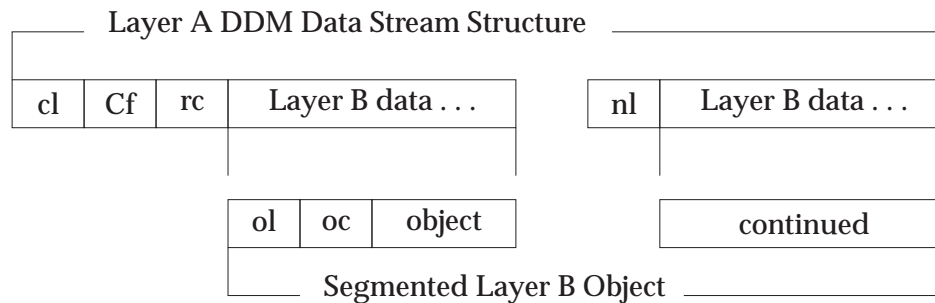 Layer A DDM Data Stream Structure
cl Cf rc Layer B data . . . nl Layer B data . . .
ol oc object continued
Segmented Layer B Object